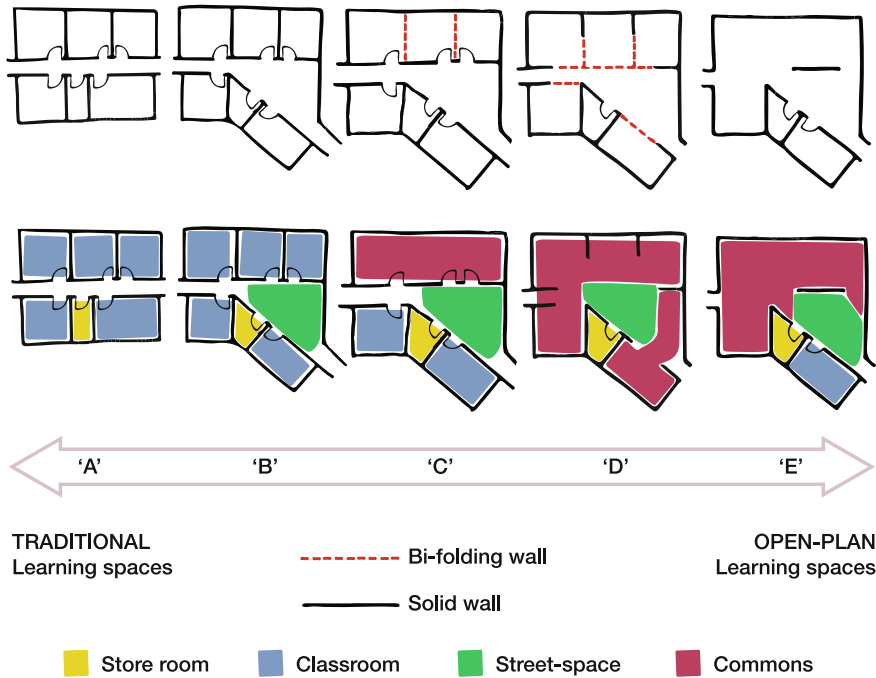 ‘A’
‘B’
‘C’
‘D’
‘E’
TRADITIONAL
Learning spaces
Bi-folding wall
Solid wall
OPEN-PLAN
Learning spaces
Store room
Classroom
Street-space
Commons